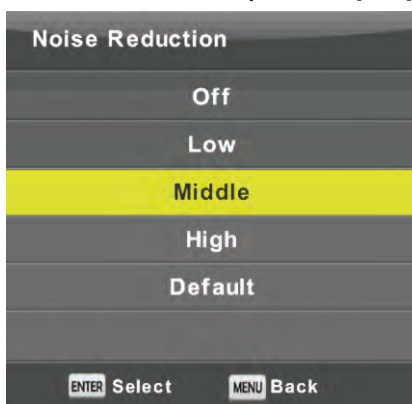 Noise Reduction
Off
Low
Middle
High
Default
ENTER Select MENU Back